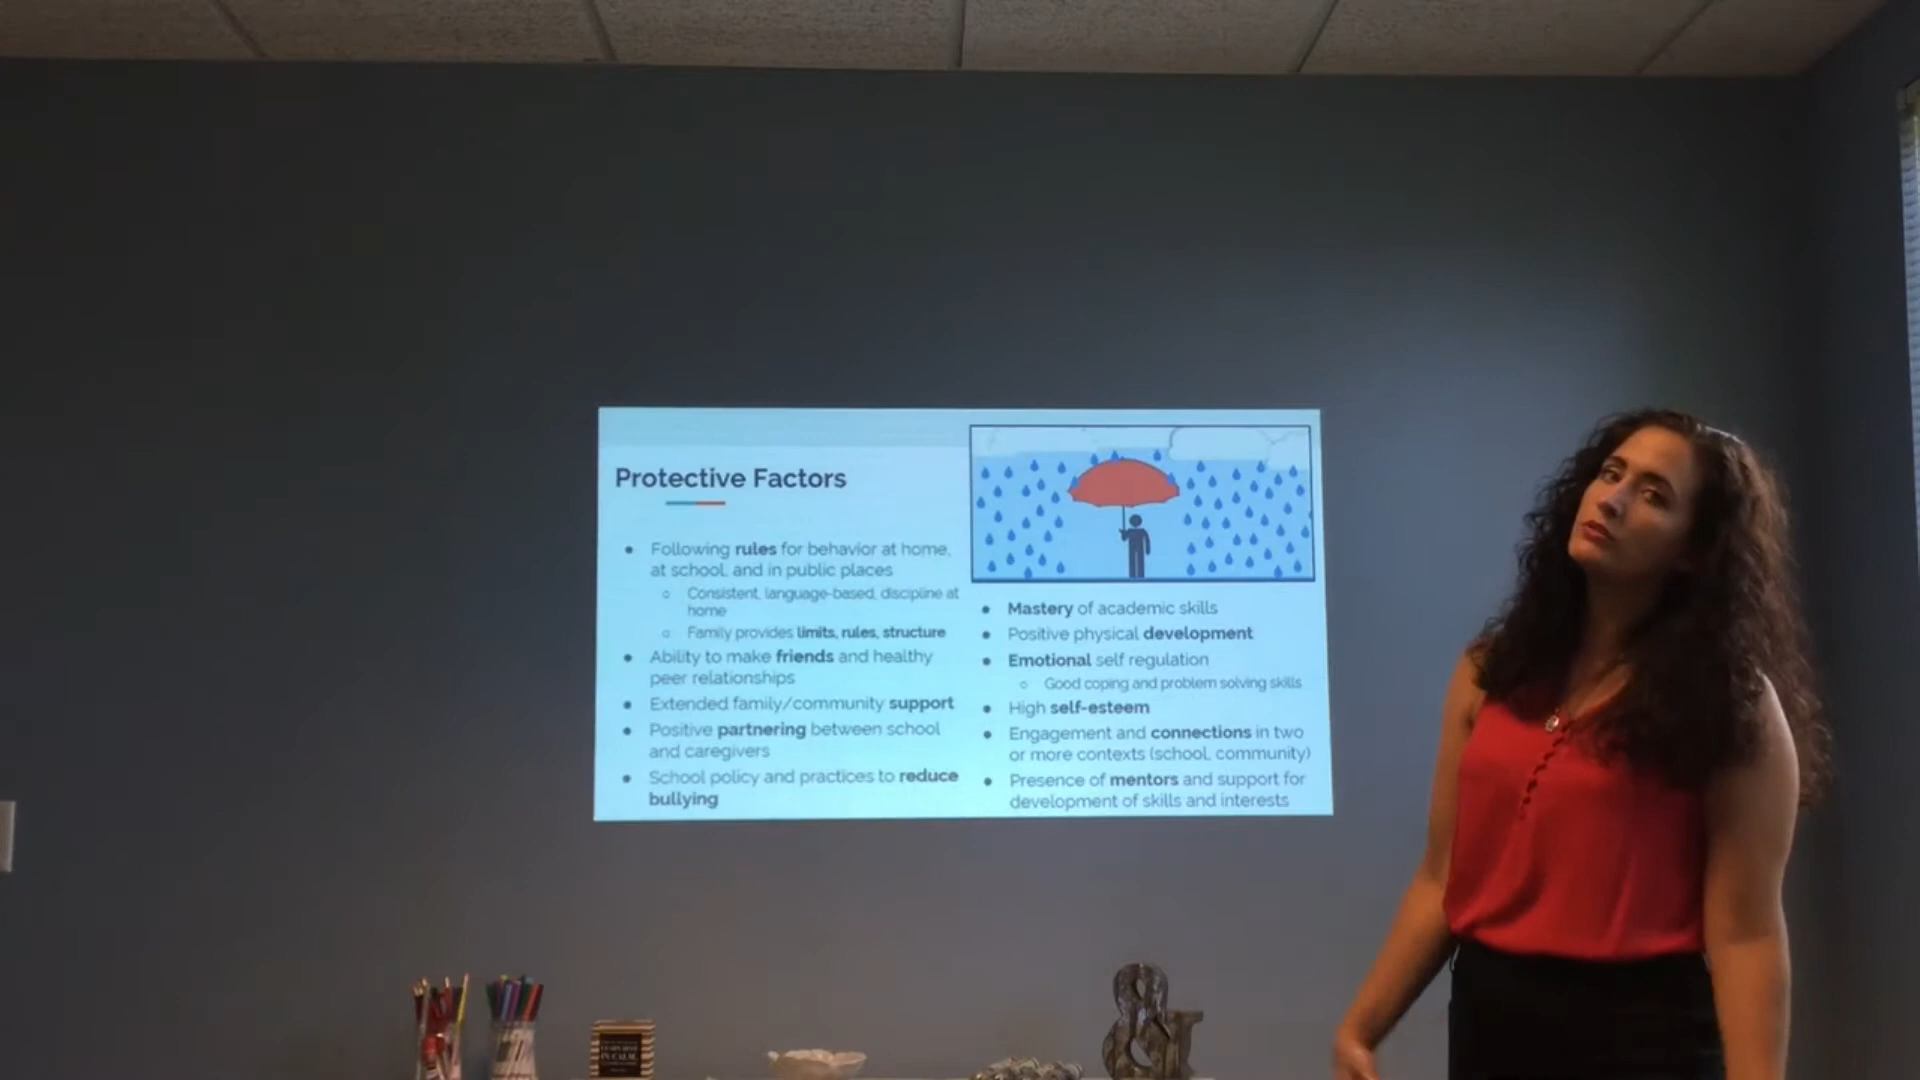 Protective Factors
● Following rules for behavior at home,
at school, and in public places
○ Consistent, language-based, discipline at
home
○ Family provides limits, rules, structure
● Ability to make friends and healthy
peer relationships
● Extended family/community support
● Positive partnering between school
and caregivers
● School policy and practices to reduce
bullying
● Mastery of academic skills
● Positive physical development
● Emotional self regulation
○ Good coping and problem solving skills
● High self-esteem
● Engagement and connections in two
or more contexts (school, community)
● Presence of mentors and support for
development of skills and interests
&
IN CALM.